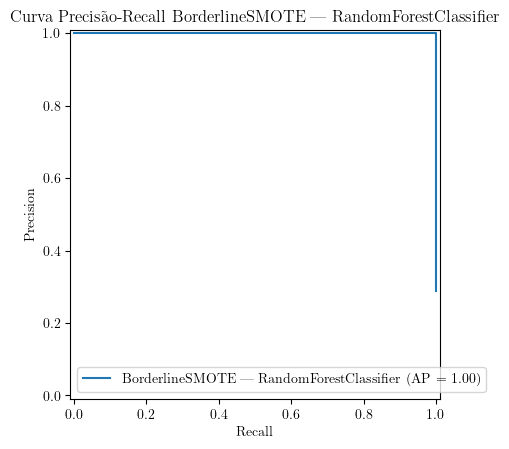 Curva Precisão-Recall BorderlineSMOTE — RandomForestClassifier
1.0
0.8
0.6
0.4
0.2
0.0
Precision
BorderlineSMOTE — RandomForestClassifier (AP = 1.00)
0.0 0.2 0.4 0.6 0.8 1.0
Recall